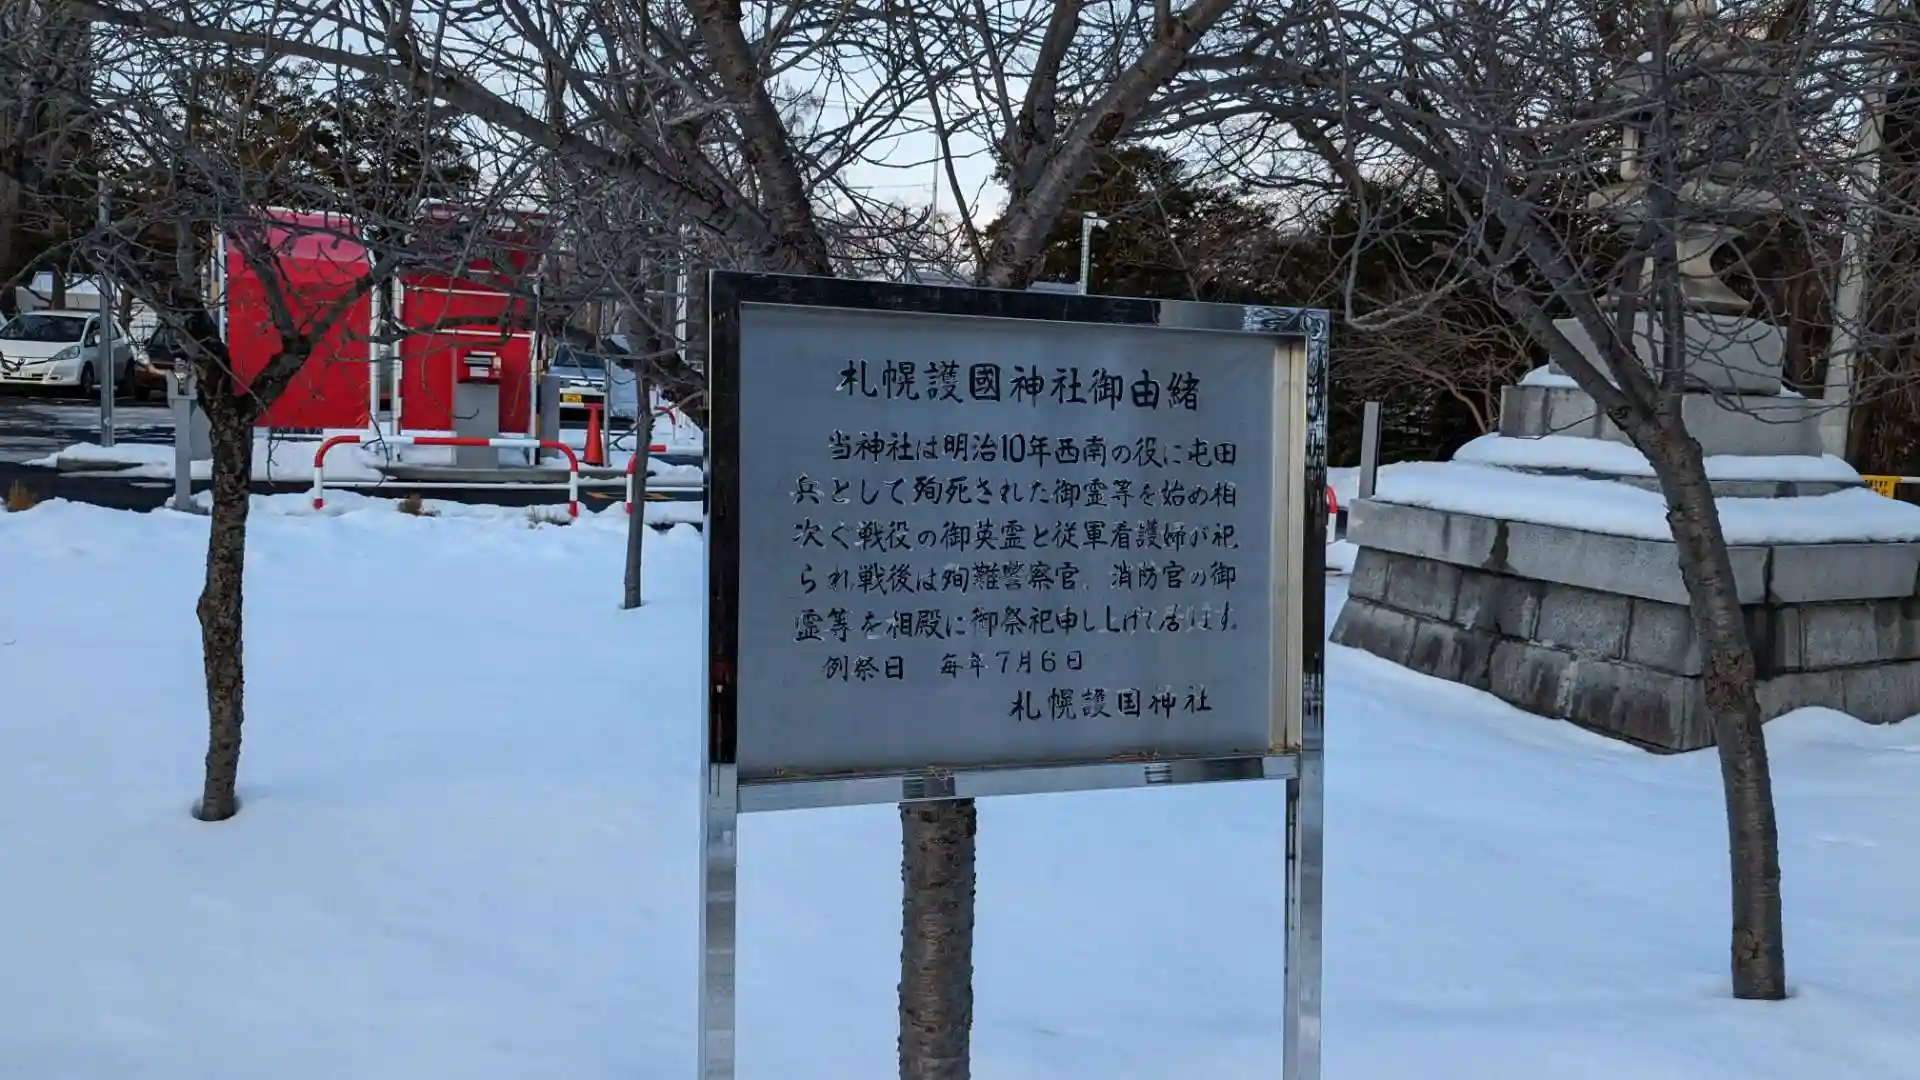 札幌護國神社御由緒
当神社は明治10年西南の役に屯田
兵として殉死された御霊等を始め相
次ぐ戦役の御英霊と従軍看護婦が祀
られ戦後は殉難警察官、消防官の御
霊等を相殿に御祭祀申し上げて居ります。
例祭日 毎年7月6日
札幌護国神社